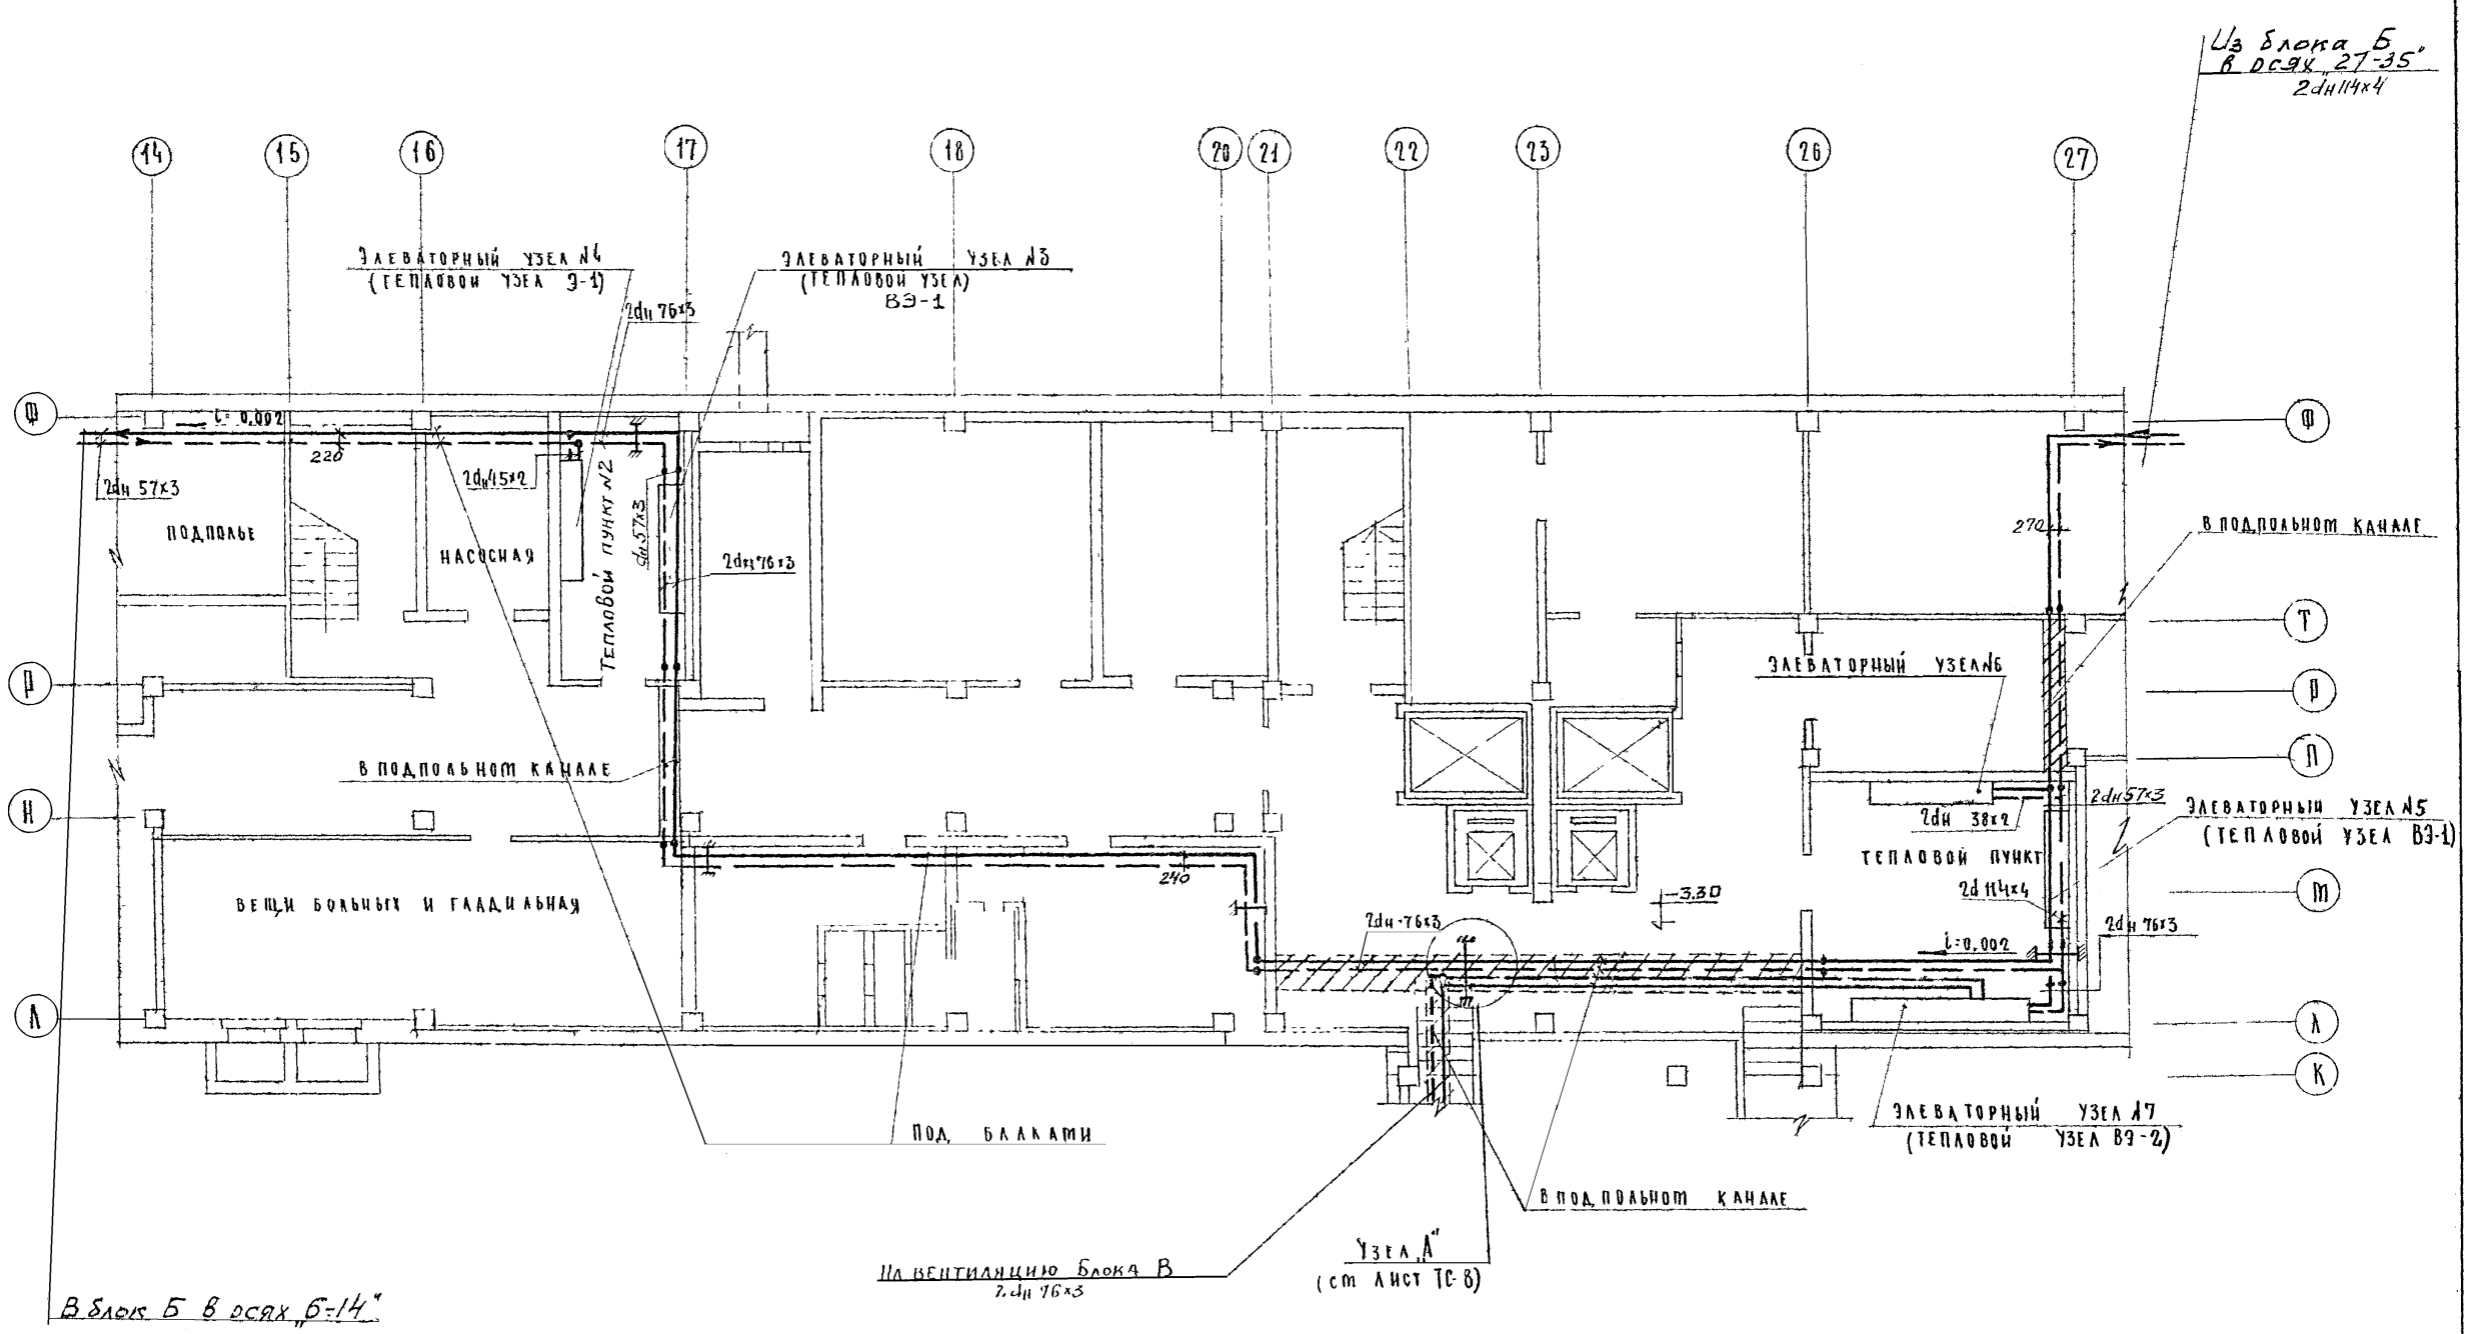 Из блока Б
в осях „27-35"
2dн114х4
14
15
16
17
18
20
21
22
23
26
27
ЭЛЕВАТОРНЫЙ УЗЕЛ №4
(ТЕПЛОВОЙ УЗЕЛ Э-1)
2dн 76х3
ЭЛЕВАТОРНЫЙ УЗЕЛ №3
(ТЕПЛОВОЙ УЗЕЛ)
ВЭ-1
Ф
i=0.002
Ф
220
2dн 57х3
2dн45х2
ПОДПОЛЬЕ
НАСОСНАЯ
ТЕПЛОВОЙ ПУНКТ №2
dн57х3
2dн76х3
270
В ПОДПОЛЬНОМ КАНАЛЕ
Т
Р
ЭЛЕВАТОРНЫЙ УЗЕЛ №6
Р
В ПОДПОЛЬНОМ КАНАЛЕ
П
Н
2dн57х3
2dн 38х2
ЭЛЕВАТОРНЫЙ УЗЕЛ №5
(ТЕПЛОВОЙ УЗЕЛ ВЭ-1)
ТЕПЛОВОЙ ПУНКТ
240
2d 114х4
М
ВЕЩИ БОЛЬНЫХ И ГЛАДИЛЬНАЯ
-3.30
2dн-76х3
2dн 76х3
i=0.002
Л
Л
К
ПОД БАЛКАМИ
ЭЛЕВАТОРНЫЙ УЗЕЛ №7
(ТЕПЛОВОЙ УЗЕЛ ВЭ-2)
В ПОДПОЛЬНОМ КАНАЛЕ
УЗЕЛ „А"
(СМ ЛИСТ ТС-8)
НА ВЕНТИЛЯЦИЮ БЛОКА В
2dн 76х3
В блок Б в осях „Б-14"